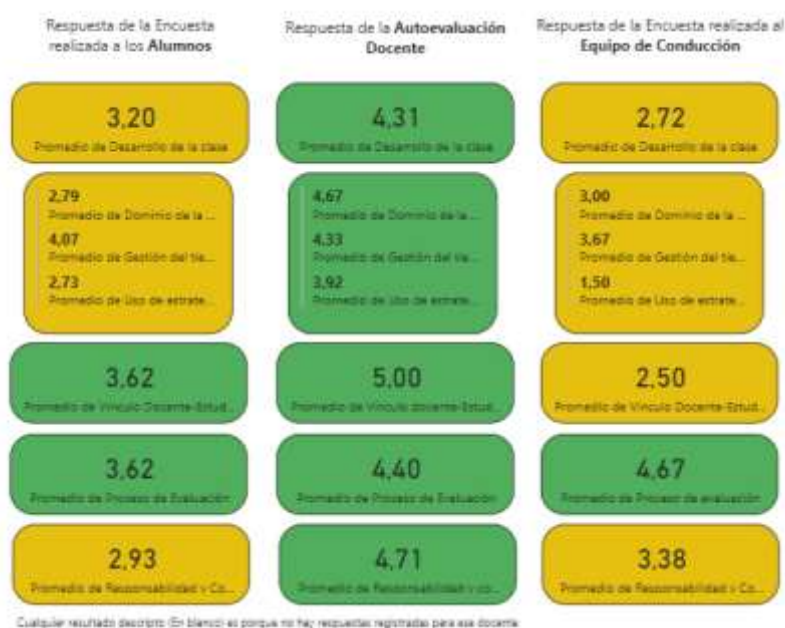 Respuesta de la Encuesta
realizada a los Alumnos
3,20
Promedio de Desarrollo de la clase
2,79
Promedio de Dominio de la ...
4,07
Promedio de Gestión del tie...
2,73
Promedio de Uso de estrate...
3,62
Promedio de Vinculo Docente-Estud...
3,62
Promedio de Proceso de Evaluación
2,93
Promedio de Responsabilidad y Co...
Respuesta de la Autoevaluación
Docente
4,31
Promedio de Desarrollo de la clase
4,67
Promedio de Dominio de la ...
4,33
Promedio de Gestión del tie...
3,92
Promedio de Uso de estrate...
5,00
Promedio de Vinculo docente-Estud...
4,40
Promedio de Proceso de Evaluación
4,71
Promedio de Responsabilidad y co...
Respuesta de la Encuesta realizada al
Equipo de Conducción
2,72
Promedio de Desarrollo de la clase
3,00
Promedio de Dominio de la ...
3,67
Promedio de Gestión del tie...
1,50
Promedio de Uso de estrate...
2,50
Promedio de Vinculo Docente-Estud...
4,67
Promedio de Proceso de evaluación
3,38
Promedio de Responsabilidad y Co...
Cualquier resultado descripto (En blanco) es porque no hay respuestas registradas para ese docente